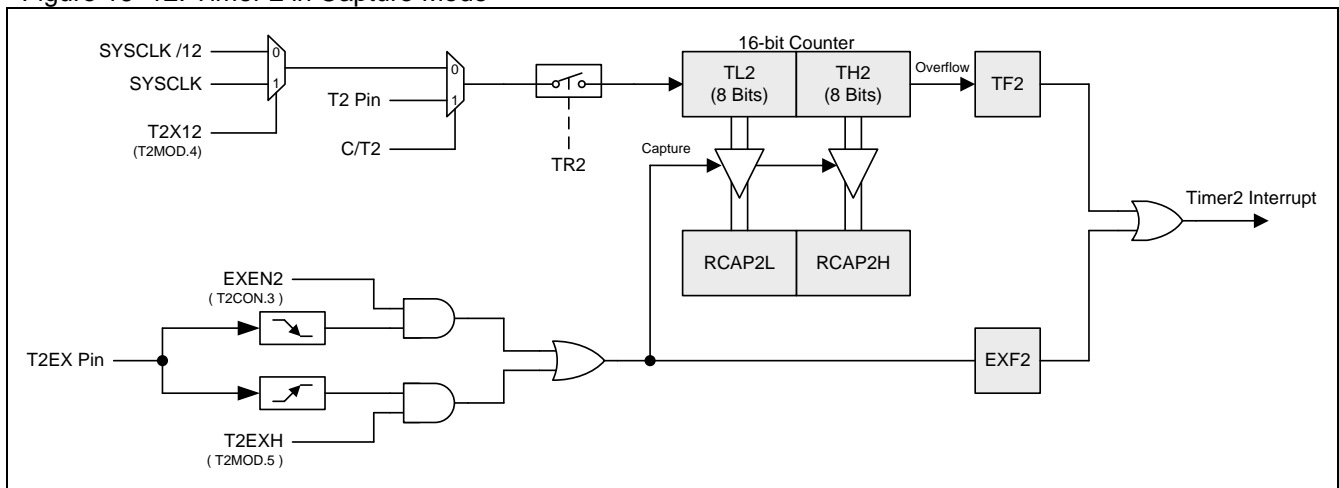 Figure 12. Timer 2 in Capture Mode
SYSCLK /12
0
SYSCLK
1
T2X12
(T2MOD.4)
T2 Pin
0
1
C/T2
TR2
16-bit Counter
TL2
(8 Bits)
TH2
(8 Bits)
Overflow
TF2
Capture
RCAP2L
RCAP2H
Timer2 Interrupt
EXEN2
( T2CON.3 )
T2EX Pin
T2EXH
( T2MOD.5 )
EXF2